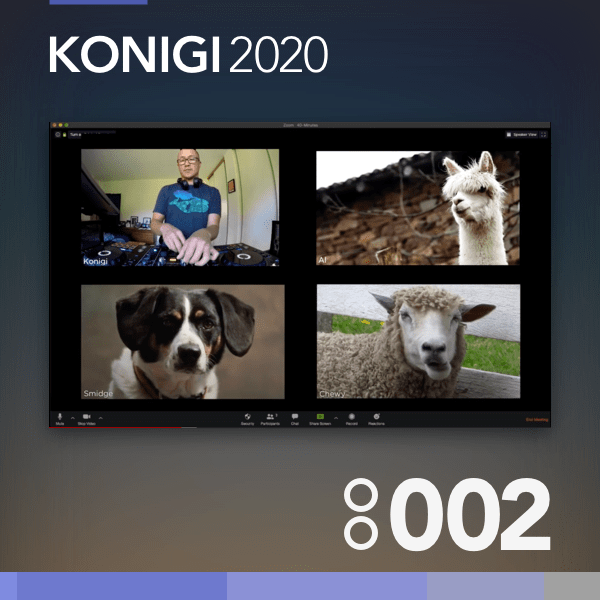 KONIGI 2020
Zoom
Speaker View
Konigi
Al
Smidge
Chewy
Mute
Stop Video
Security
Participants
Chat
Share Screen
Record
Reactions
End Meeting
002